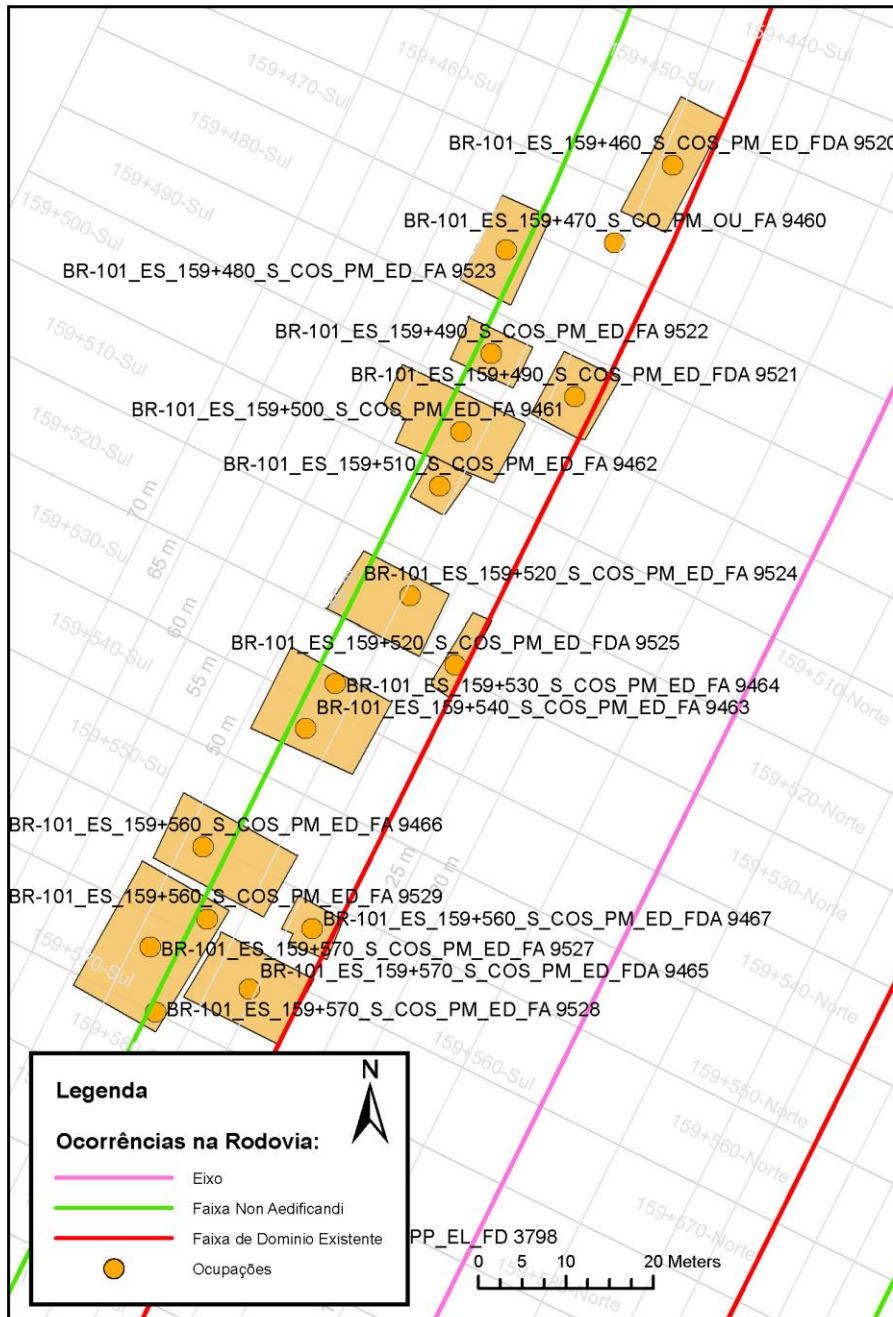 159+440-Sul
159+450-Sul
159+460-Sul
159+470-Sul
159+480-Sul
159+490-Sul
159+500-Sul
159+510-Sul
159+520-Sul
159+530-Sul
159+540-Sul
159+550-Su
BR-101_ES_159+460_S_COS_PM_ED_FDA 9520
BR-101_ES_159+470_S_CO_PM_OU_FA 9460
BR-101_ES_159+480_S_COS_PM_ED_FA 9523
BR-101_ES_159+490_S_COS_PM_ED_FA 9522
BR-101_ES_159+490_S_COS_PM_ED_FDA 9521
BR-101_ES_159+500_S_COS_PM_ED_FA 9461
BR-101_ES_159+510_S_COS_PM_ED_FA 9462
70 m
65 m
60 m
55 m
50 m
BR-101_ES_159+520_S_COS_PM_ED_FA 9524
BR-101_ES_159+520_S_COS_PM_ED_FDA 9525
BR-101_ES_159+530_S_COS_PM_ED_FA 9464
BR-101_ES_159+540_S_COS_PM_ED_FA 9463
159+510-Norte
159+520-Norte
159+530-Norte
159+540-Norte
159+550-Norte
159+560-Norte
159+570-Norte
BR-101_ES_159+560_S_COS_PM_ED_FA 9466
25 m
BR-101_ES_159+560_S_COS_PM_ED_FA 9529
BR-101_ES_159+560_S_COS_PM_ED_FDA 9467
BR-101_ES_159+570_S_COS_PM_ED_FA 9527
BR-101_ES_159+570_S_COS_PM_ED_FDA 9465
BR-101_ES_159+570_S_COS_PM_ED_FA 9528
159+560-Sul
Legenda
N
Ocorrências na Rodovia:
Eixo
Faixa Non Aedificandi
Faixa de Dominio Existente
Ocupações
PP_EL_FD 3798
0 5 10 20 Meters